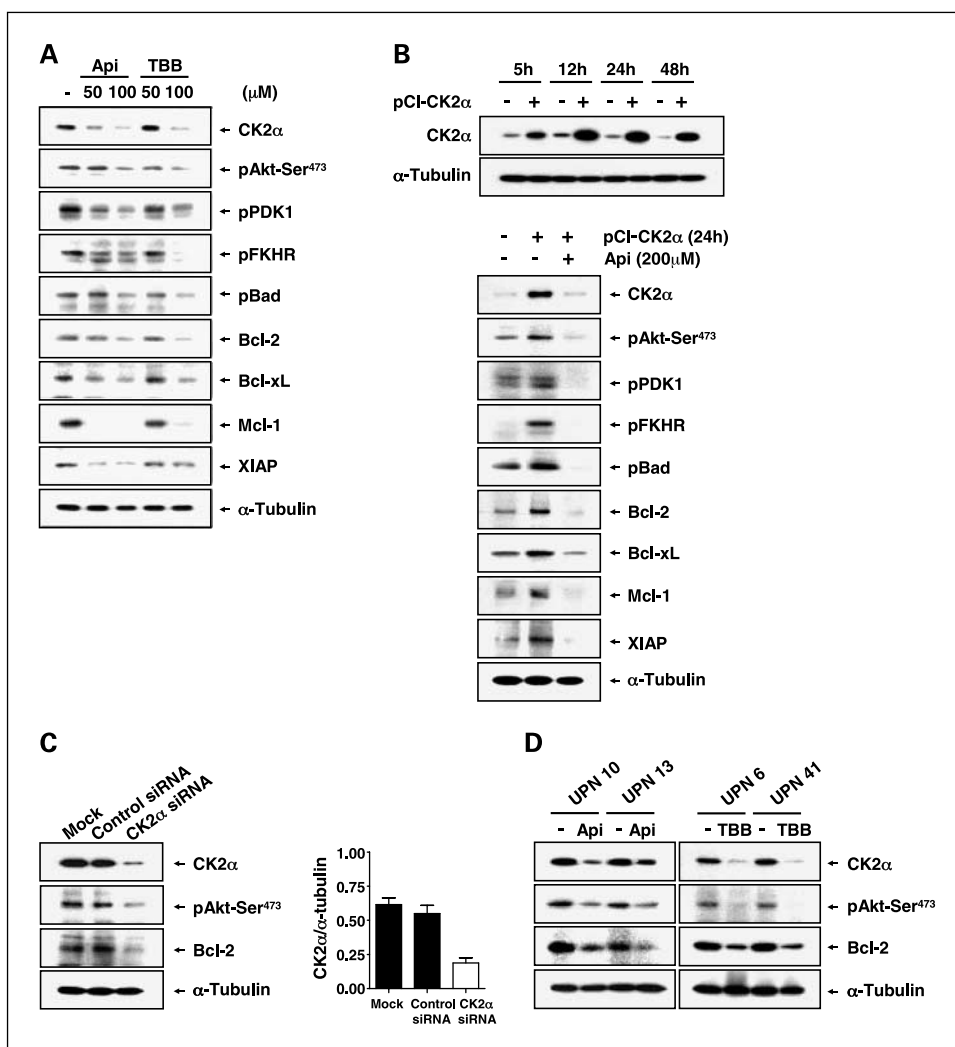 A
Api TBB
- 50 100 50 100 (μM)
← CK2α
← pAkt-Ser⁴⁷³
← pPDK1
← pFKHR
← pBad
← Bcl-2
← Bcl-xL
← Mcl-1
← XIAP
← α-Tubulin
B
5h 12h 24h 48h
pCI-CK2α - + - + - + - +
CK2α
α-Tubulin
- + + pCI-CK2α (24h)
- - + Api (200μM)
← CK2α
← pAkt-Ser⁴⁷³
← pPDK1
← pFKHR
← pBad
← Bcl-2
← Bcl-xL
← Mcl-1
← XIAP
← α-Tubulin
C
Mock Control siRNA CK2α siRNA
← CK2α
← pAkt-Ser⁴⁷³
← Bcl-2
← α-Tubulin
CK2α/α-tubulin
1.00
0.75
0.50
0.25
0.00
Mock Control siRNA CK2α siRNA
D
UPN 10 UPN 13 UPN 6 UPN 41
- Api - Api - TBB - TBB
← CK2α
← pAkt-Ser⁴⁷³
← Bcl-2
← α-Tubulin